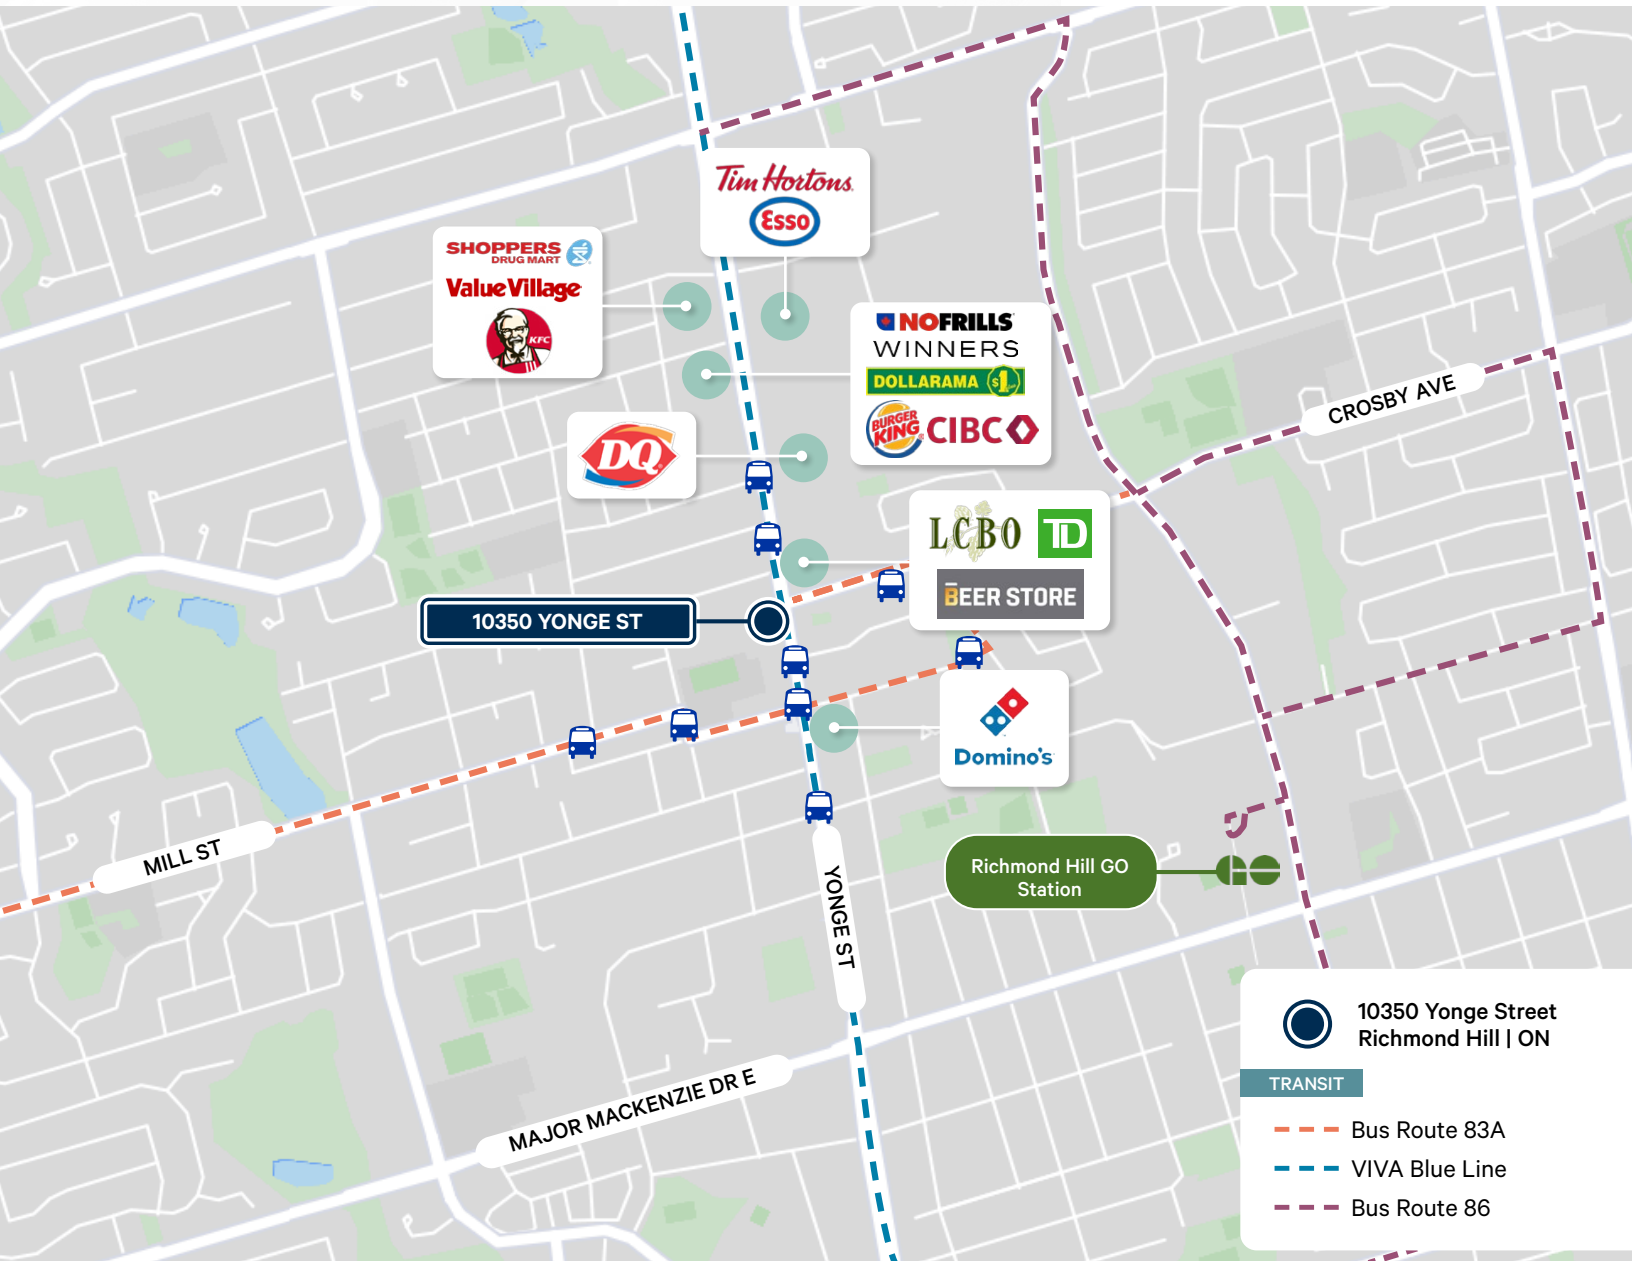 Tim Hortons
Esso
SHOPPERS
DRUG MART
Value Village
KFC
NOFRILLS
WINNERS
DOLLARAMA $1
BURGER
KING
CIBC
DQ
CROSBY AVE
LCBO
TD
BEER STORE
10350 YONGE ST
Domino's
MILL ST
Richmond Hill GO
Station
GO
YONGE ST
MAJOR MACKENZIE DR E
10350 Yonge Street
Richmond Hill | ON
TRANSIT
Bus Route 83A
VIVA Blue Line
Bus Route 86